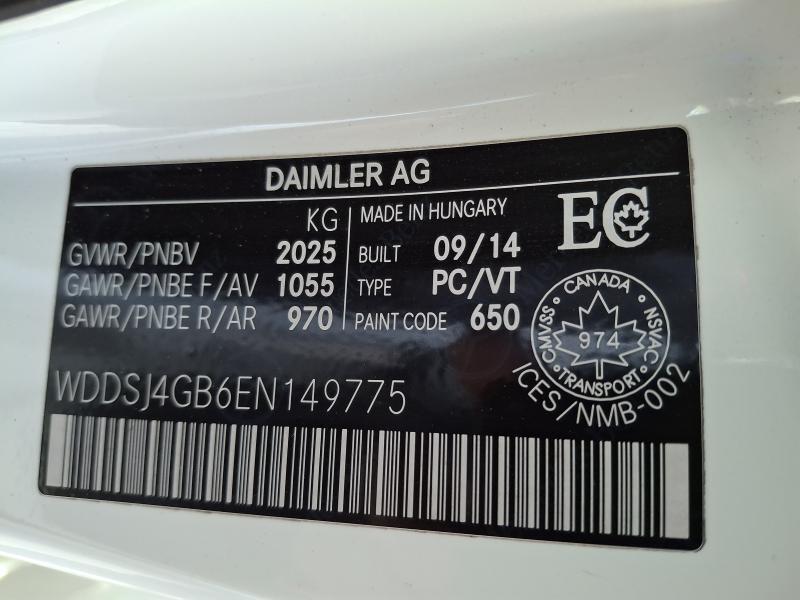 DAIMLER AG
KG
GVWR/PNBV 2025
GAWR/PNBE F/AV 1055
GAWR/PNBE R/AR 970
MADE IN HUNGARY
BUILT 09/14
TYPE PC/VT
PAINT CODE 650
EC
CANADA
CMVSS
974
NSVAC
TRANSPORT
ICES/NMB-002
WDDSJ4GB6EN149775